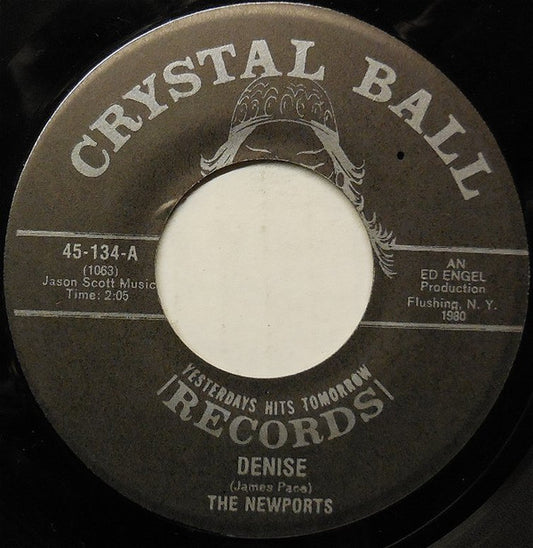 CRYSTAL BALL
45-134-A
(1063)
Jason Scott Music
Time: 2:05
AN
ED ENGEL
Production
Flushing, N. Y.
1980
YESTERDAYS HITS TOMORROW
RECORDS
DENISE
(James Pace)
THE NEWPORTS